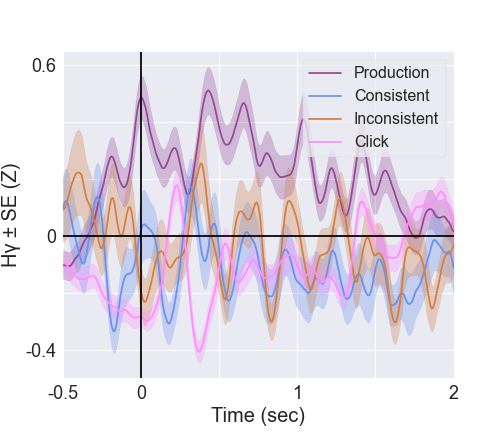 0.6
0
-0.4
Hγ ± SE (Z)
Production
Consistent
Inconsistent
Click
-0.5
0
1
2
Time (sec)